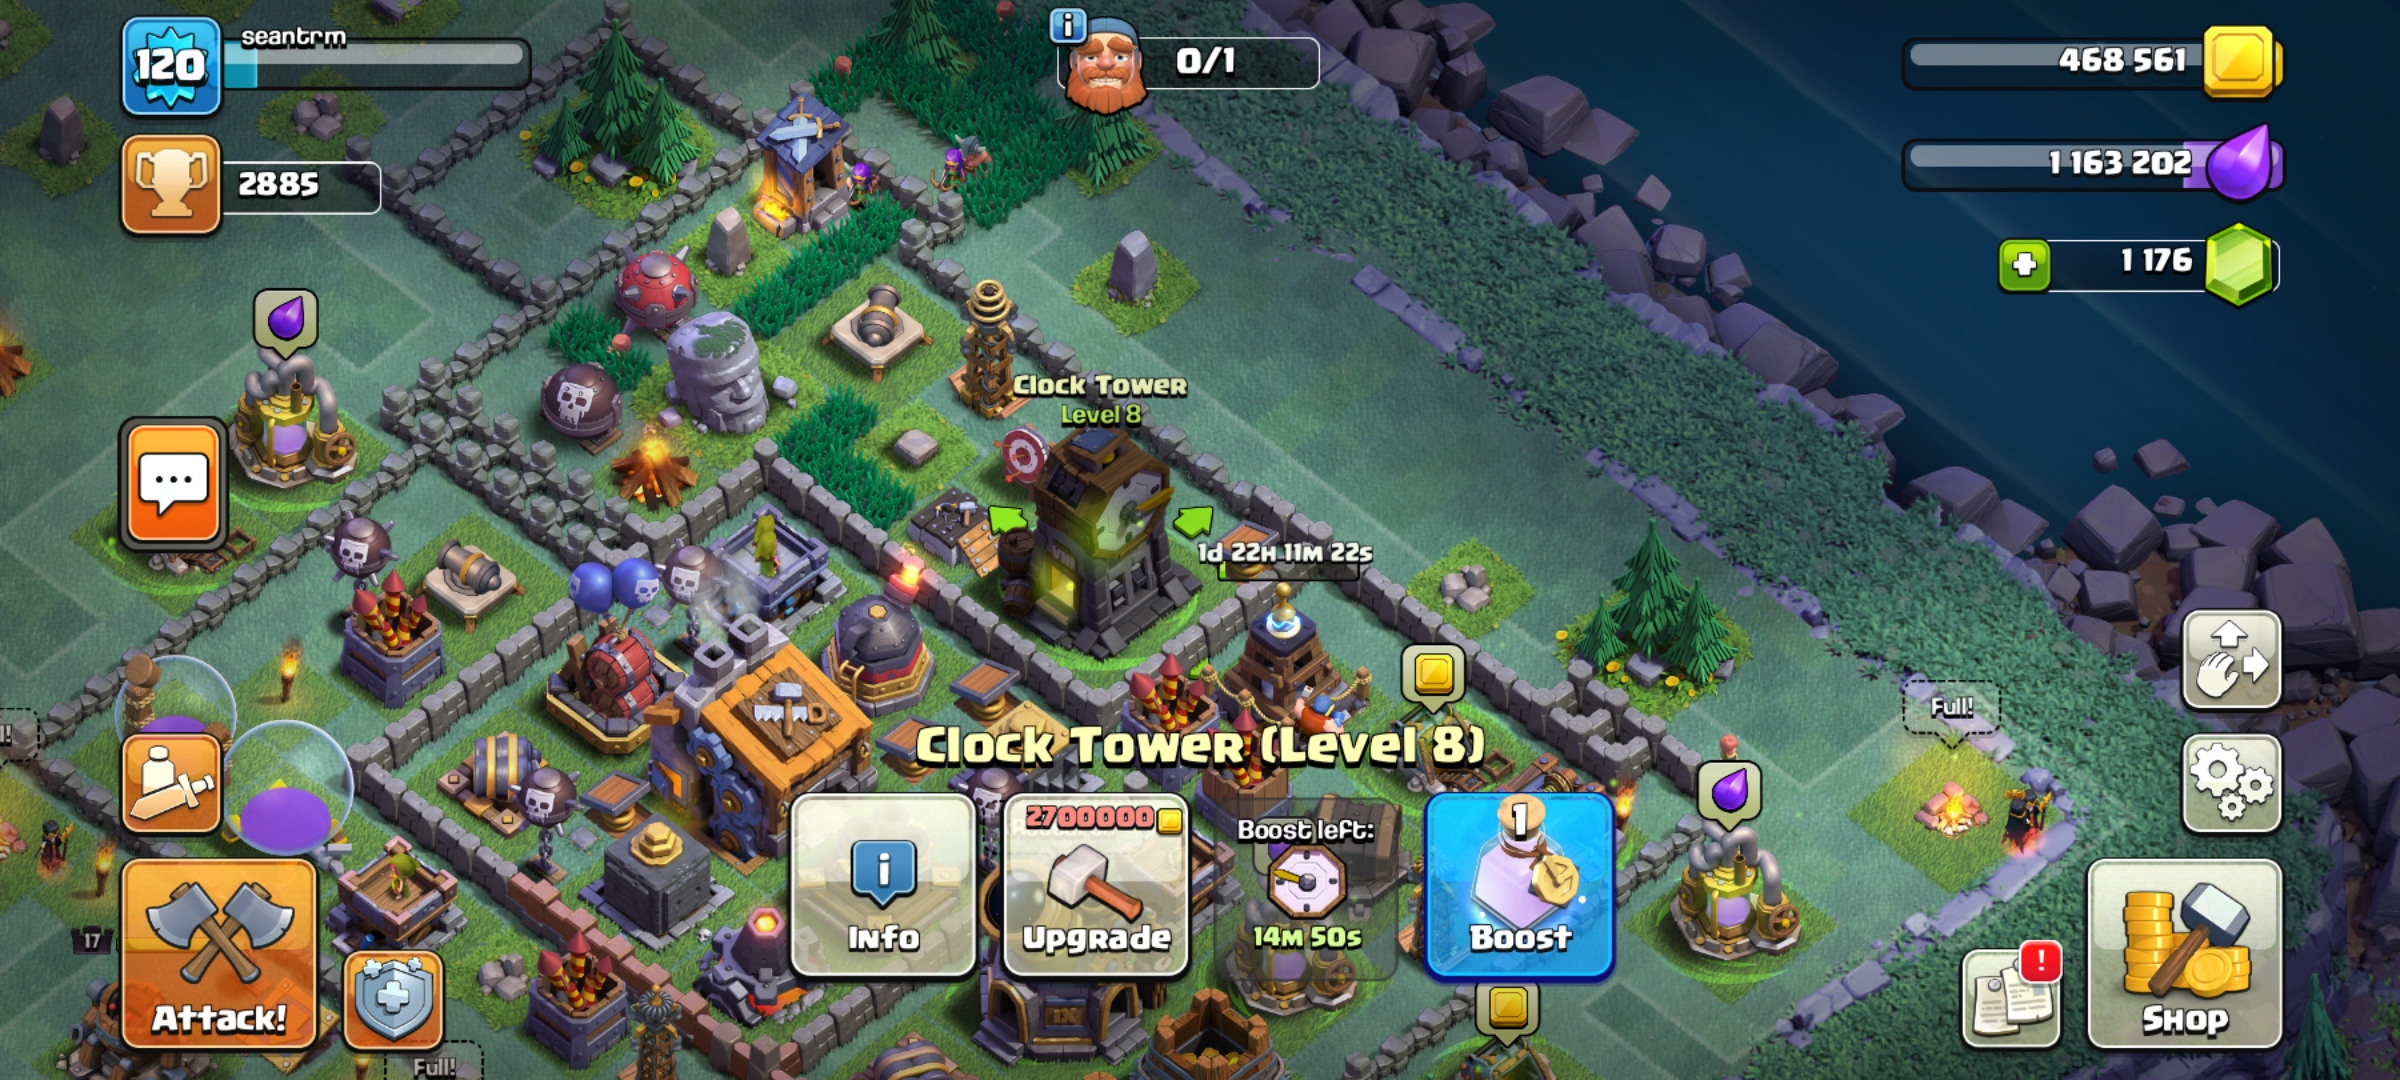 120
seantrm
0/1
468 561
2885
1 163 202
1 176
Clock Tower
Level 8
1d 22H 11M 22s
Full!
Clock Tower (Level 8)
2700000
Boost left:
1
Info
Upgrade
14M 50s
Boost
17
Attack!
!
Shop
Full!